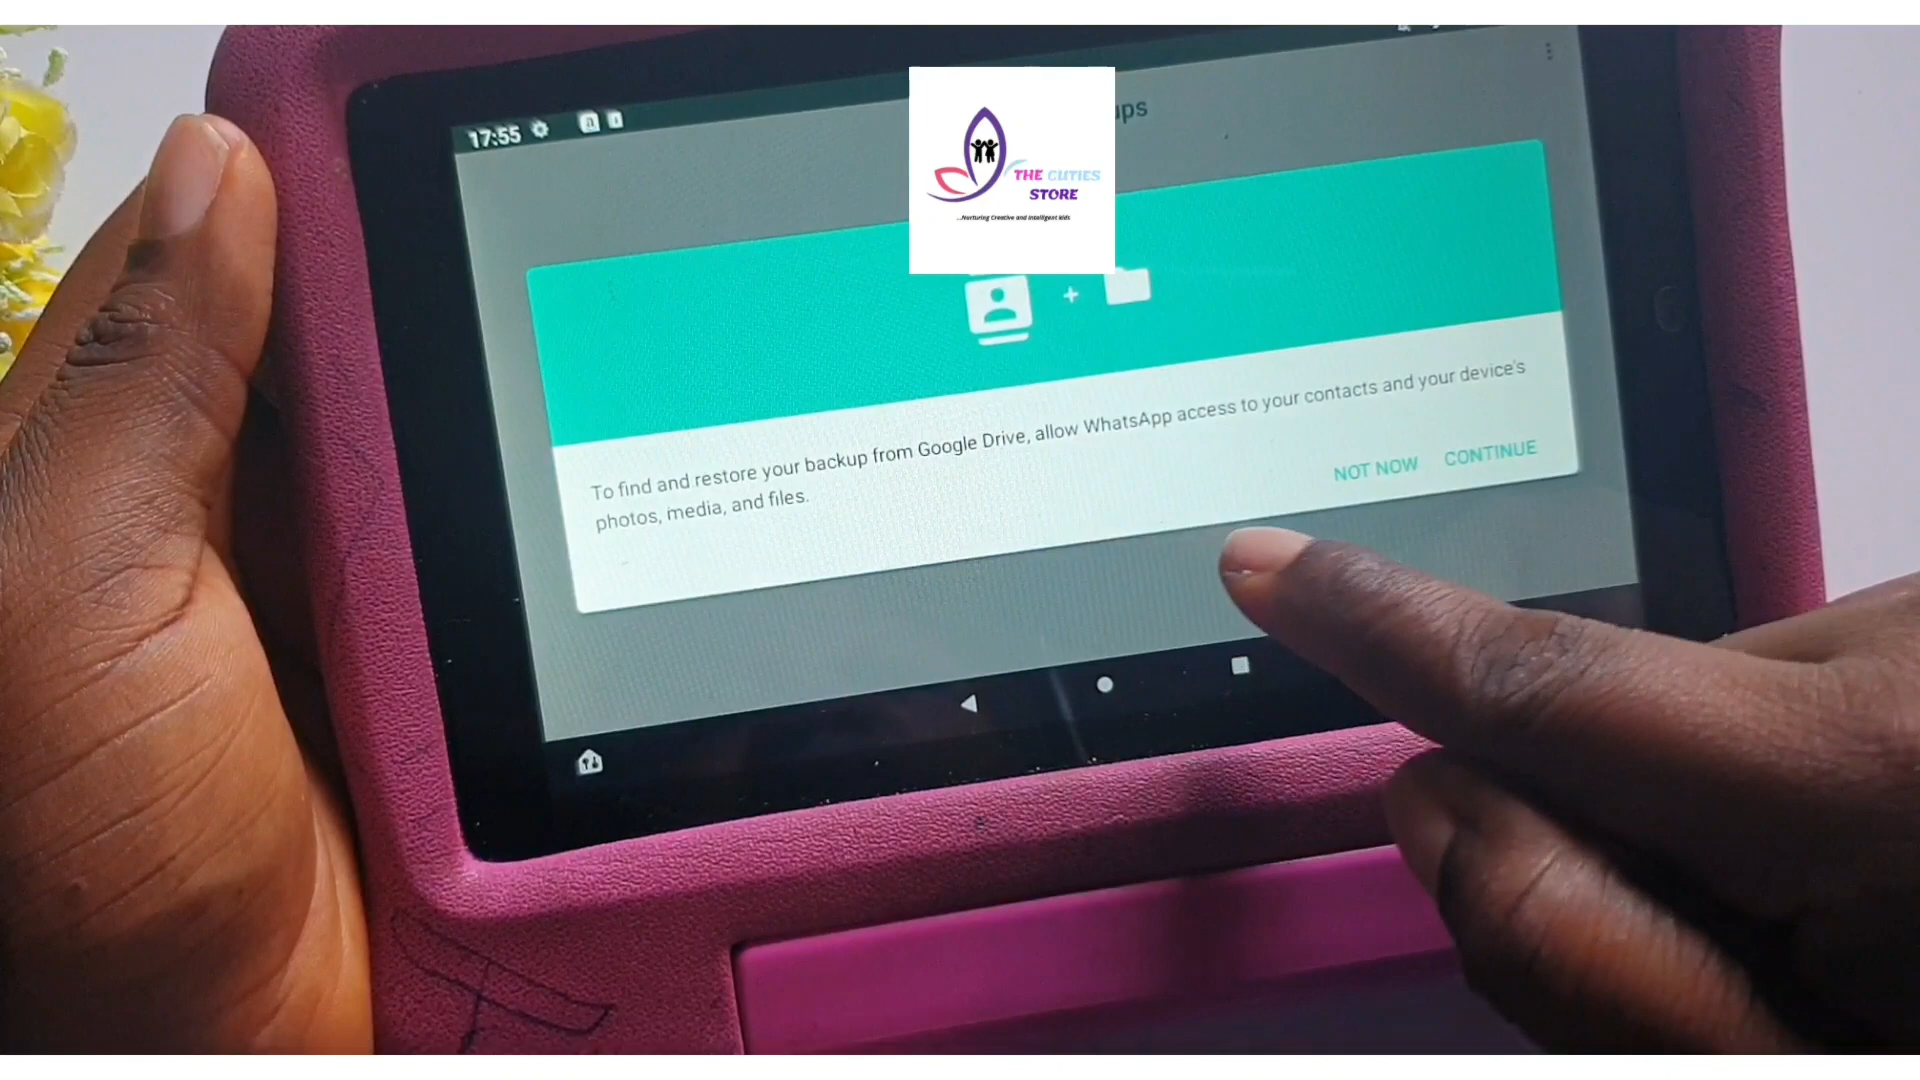 17:55
ups
THE CUTIES
STORE
...Nurturing Creative and Intelligent kids
To find and restore your backup from Google Drive, allow WhatsApp access to your contacts and your device's
photos, media, and files.
NOT NOW CONTINUE